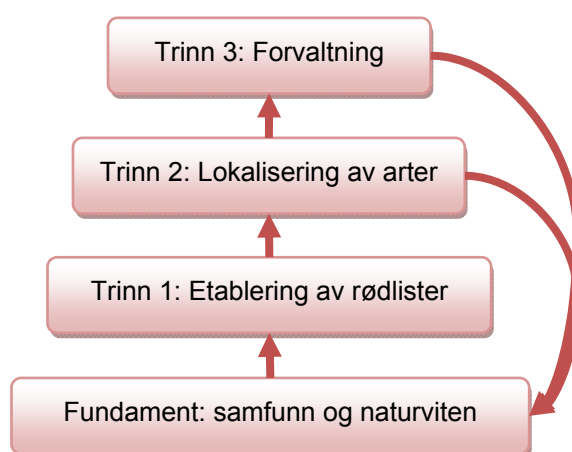 Trinn 3: Forvaltning
Trinn 2: Lokalisering av arter
Trinn 1: Etablering av rødlister
Fundament: samfunn og naturviten